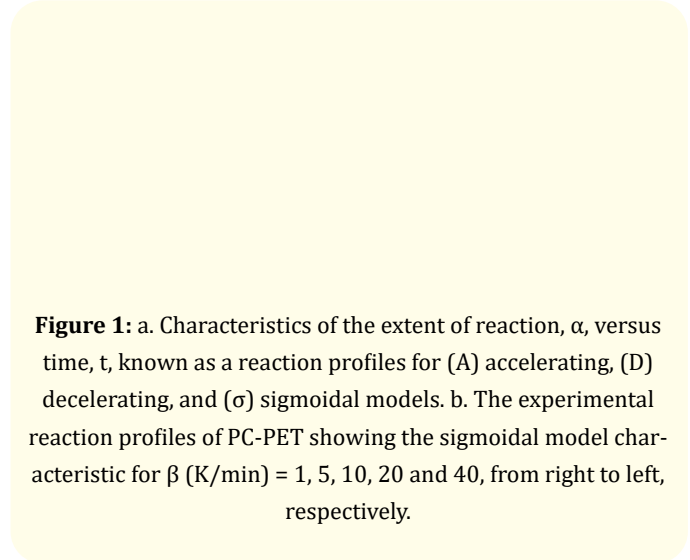 Figure 1: a. Characteristics of the extent of reaction, α, versus
time, t, known as a reaction profiles for (A) accelerating, (D)
decelerating, and (σ) sigmoidal models. b. The experimental
reaction profiles of PC-PET showing the sigmoidal model char-
acteristic for β (K/min) = 1, 5, 10, 20 and 40, from right to left,
respectively.